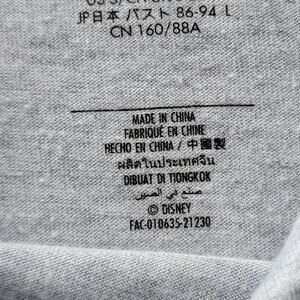 JP日本 バスト 86-94 L
CN 160/88A
MADE IN CHINA
FABRIQUÉ EN CHINE
HECHO EN CHINA / 中國製
ผลิตในประเทศจีน
DIBUAT DI TIONGKOK
صنع في الصين
© DISNEY
FAC-010635-21230